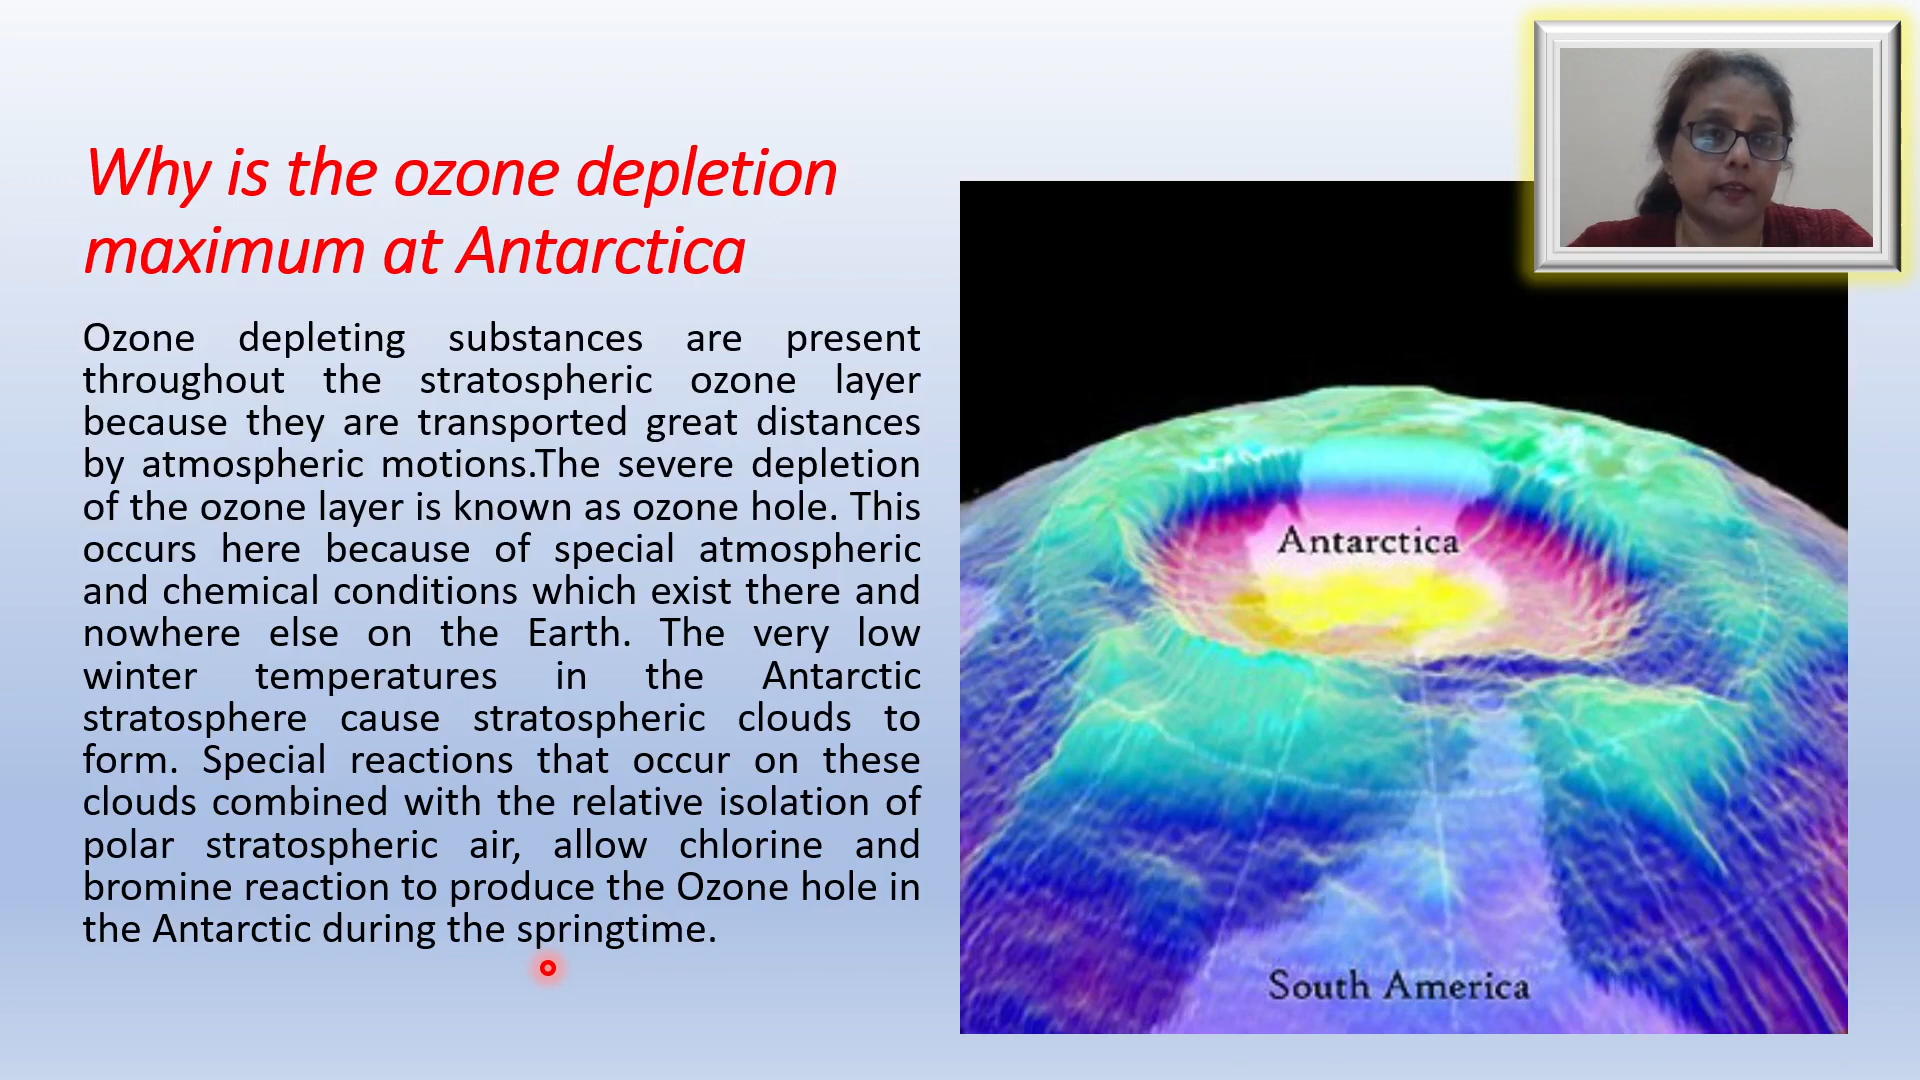 Why is the ozone depletion
maximum at Antarctica
Ozone depleting substances are present
throughout the stratospheric ozone layer
because they are transported great distances
by atmospheric motions.The severe depletion
of the ozone layer is known as ozone hole. This
occurs here because of special atmospheric
and chemical conditions which exist there and
nowhere else on the Earth. The very low
winter temperatures in the Antarctic
stratosphere cause stratospheric clouds to
form. Special reactions that occur on these
clouds combined with the relative isolation of
polar stratospheric air, allow chlorine and
bromine reaction to produce the Ozone hole in
the Antarctic during the springtime.
Antarctica
South America